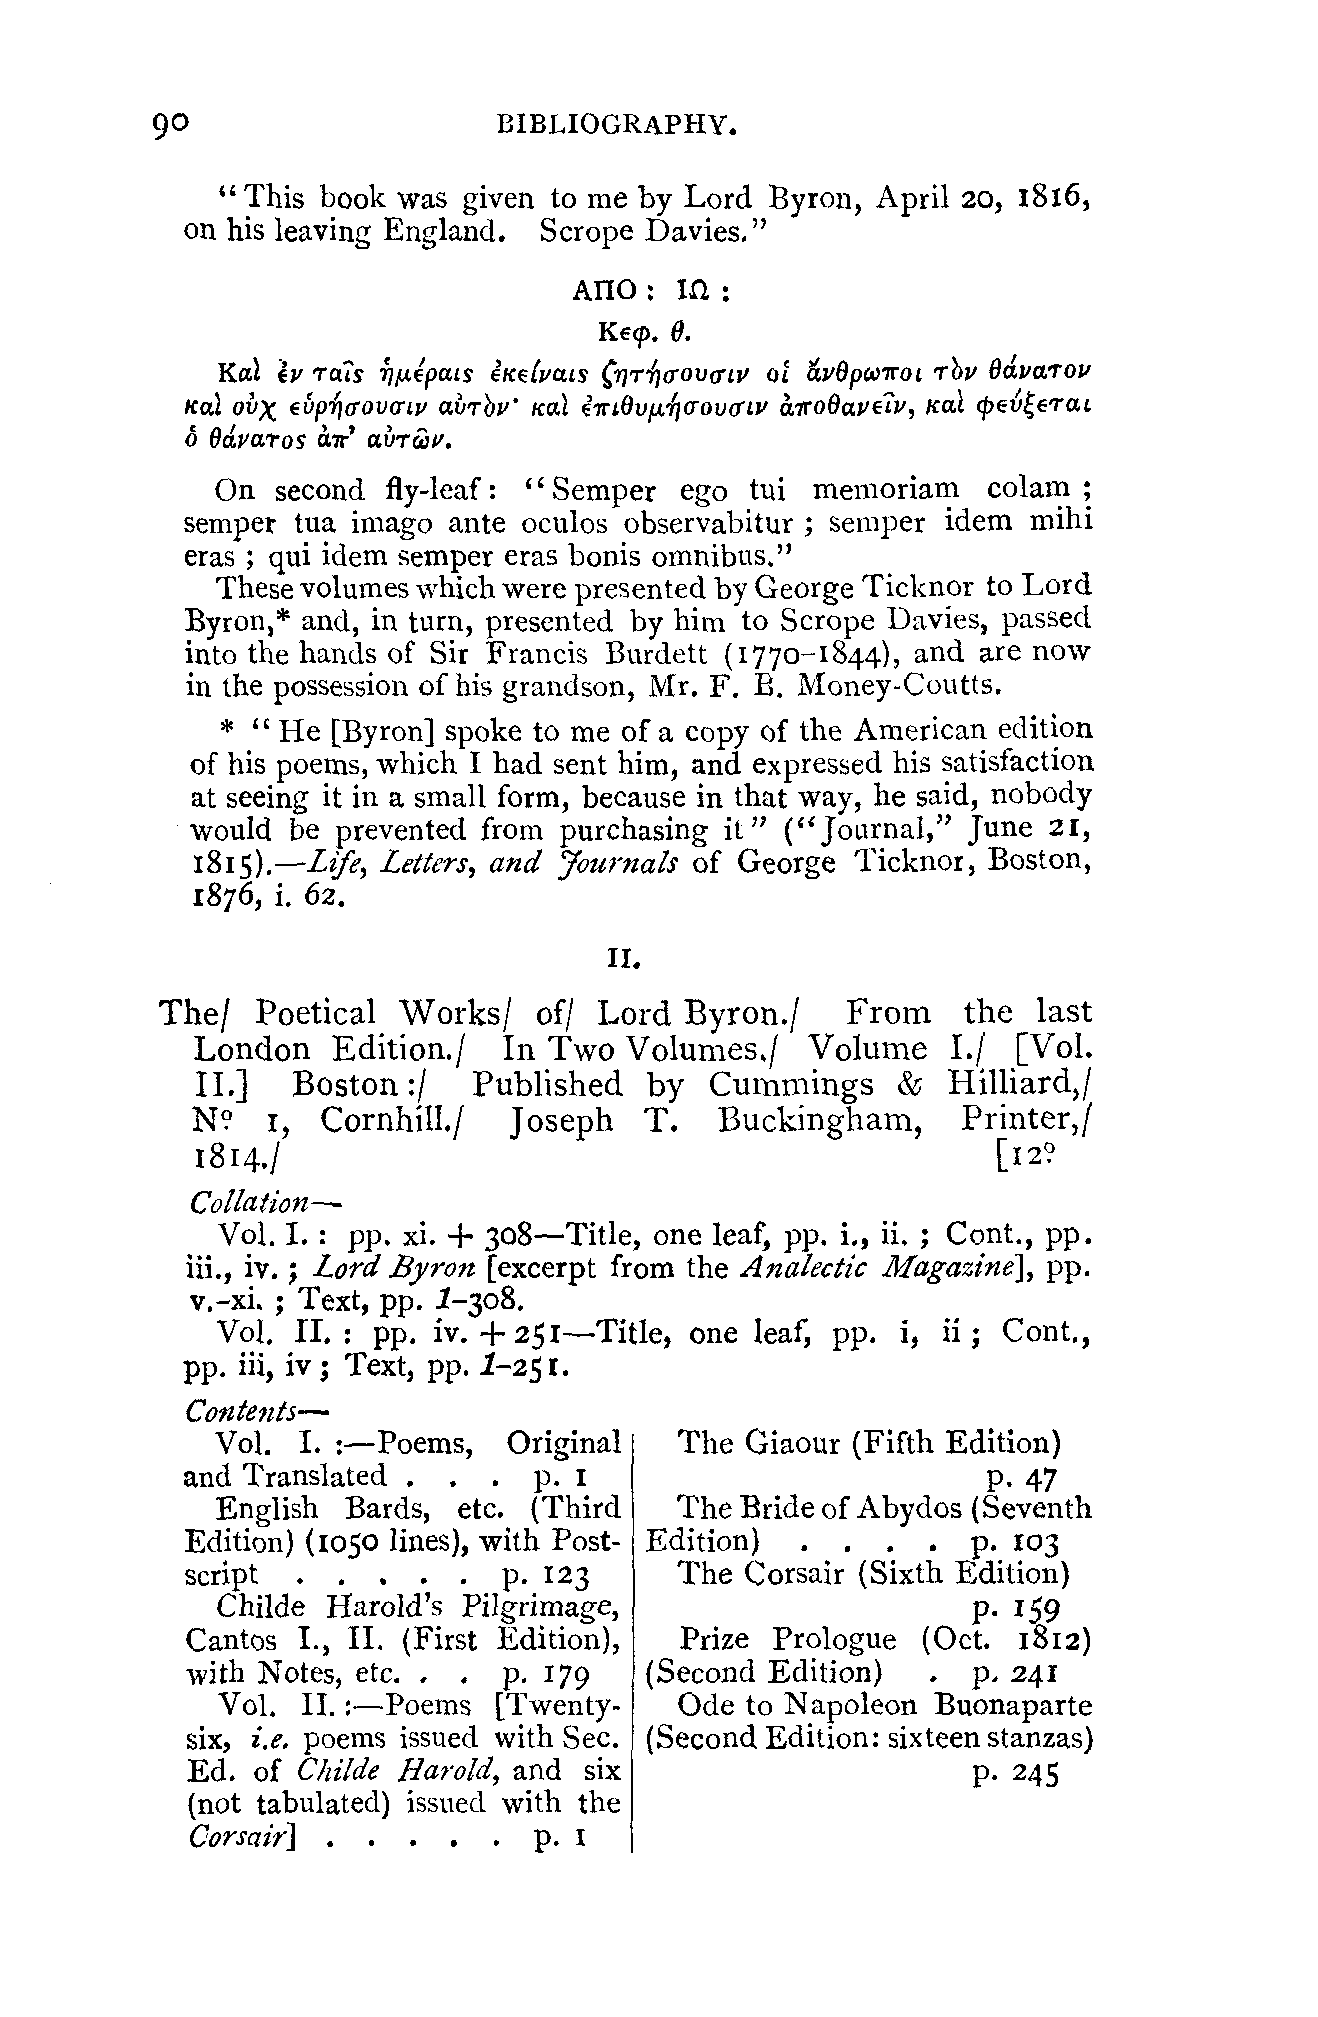 90 BIBLIOGRAPHY.
“This book was given to me by Lord Byron, April 20, 1816,
on his leaving England. Scrope Davies.”
ΑΠΟ : ΙΩ :
Κεφ. θ.
Καὶ ἐν ταῖς ἡμέραις ἐκείναις ζητήσουσιν οἱ ἄνθρωποι τὸν θάνατον
καὶ οὐχ εὑρήσουσιν αὐτὸν· καὶ ἐπιθυμήσουσιν ἀποθανεῖν, καὶ φεύξεται
ὁ θάνατος ἀπ’ αὐτῶν.
On second fly-leaf: “Semper ego tui memoriam colam ;
semper tua imago ante oculos observabitur ; semper idem mihi
eras ; qui idem semper eras bonis omnibus.”
These volumes which were presented by George Ticknor to Lord
Byron,* and, in turn, presented by him to Scrope Davies, passed
into the hands of Sir Francis Burdett (1770–1844), and are now
in the possession of his grandson, Mr. F. B. Money-Coutts.
* “He [Byron] spoke to me of a copy of the American edition
of his poems, which I had sent him, and expressed his satisfaction
at seeing it in a small form, because in that way, he said, nobody
would be prevented from purchasing it” (“Journal,” June 21,
1815).—Life, Letters, and Journals of George Ticknor, Boston,
1876, i. 62.
II.
The/ Poetical Works/ of/ Lord Byron./ From the last
London Edition./ In Two Volumes./ Volume I./ [Vol.
II.] Boston :/ Published by Cummings & Hilliard,/
Nº 1, Cornhill./ Joseph T. Buckingham, Printer,/
1814./ [12º
Collation—
Vol. I. : pp. xi. + 308—Title, one leaf, pp. i., ii. ; Cont., pp.
iii., iv. ; Lord Byron [excerpt from the Analectic Magazine], pp.
v.-xi. ; Text, pp. 1–308.
Vol. II. : pp. iv. + 251—Title, one leaf, pp. i, ii ; Cont.,
pp. iii, iv ; Text, pp. 1–251.
Contents—
Vol. I. :—Poems, Original
and Translated . . . p. 1
English Bards, etc. (Third
Edition) (1050 lines), with Post-
script . . . . . p. 123
Childe Harold’s Pilgrimage,
Cantos I., II. (First Edition),
with Notes, etc. . . p. 179
Vol. II. :—Poems [Twenty-
six, i.e. poems issued with Sec.
Ed. of Childe Harold, and six
(not tabulated) issued with the
Corsair] . . . . . p. 1
The Giaour (Fifth Edition)
p. 47
The Bride of Abydos (Seventh
Edition) . . . . p. 103
The Corsair (Sixth Edition)
p. 159
Prize Prologue (Oct. 1812)
(Second Edition) . p. 241
Ode to Napoleon Buonaparte
(Second Edition: sixteen stanzas)
p. 245